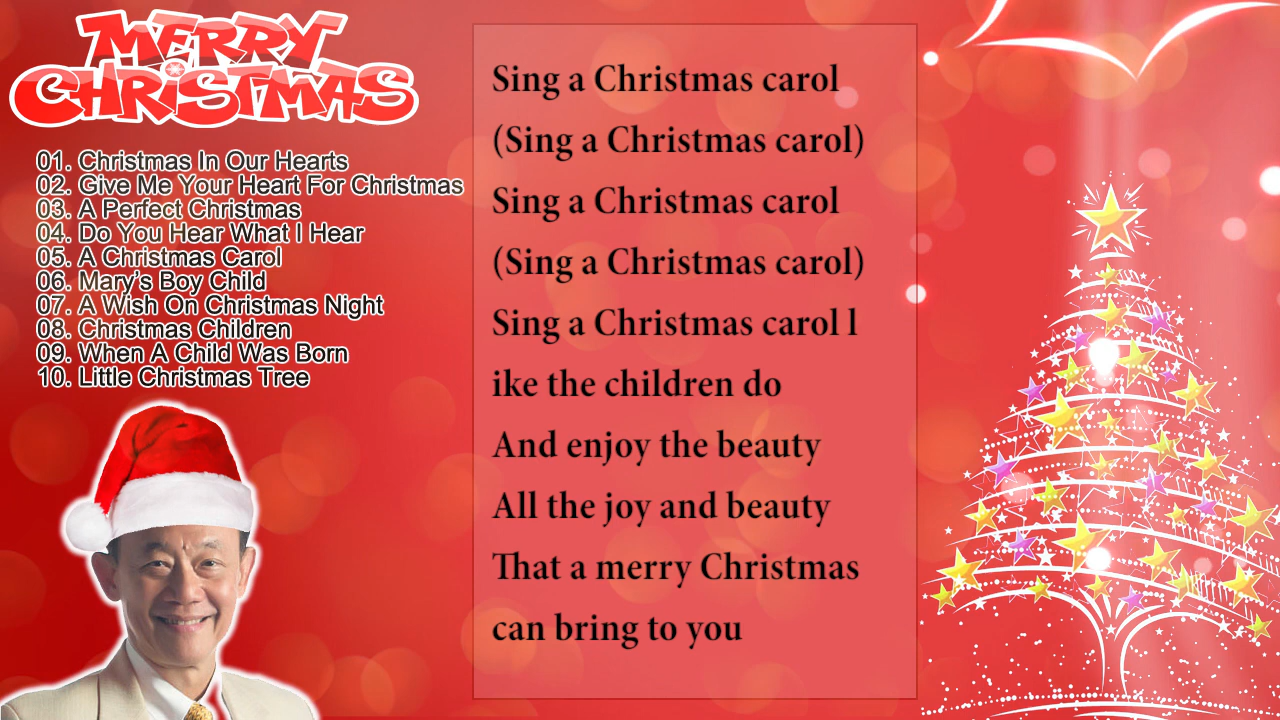 MERRY
CHRISTMAS
01. Christmas In Our Hearts
02. Give Me Your Heart For Christmas
03. A Perfect Christmas
04. Do You Hear What I Hear
05. A Christmas Carol
06. Mary's Boy Child
07. A Wish On Christmas Night
08. Christmas Children
09. When A Child Was Born
10. Little Christmas Tree
Sing a Christmas carol
(Sing a Christmas carol)
Sing a Christmas carol
(Sing a Christmas carol)
Sing a Christmas carol l
ike the children do
And enjoy the beauty
All the joy and beauty
That a merry Christmas
can bring to you